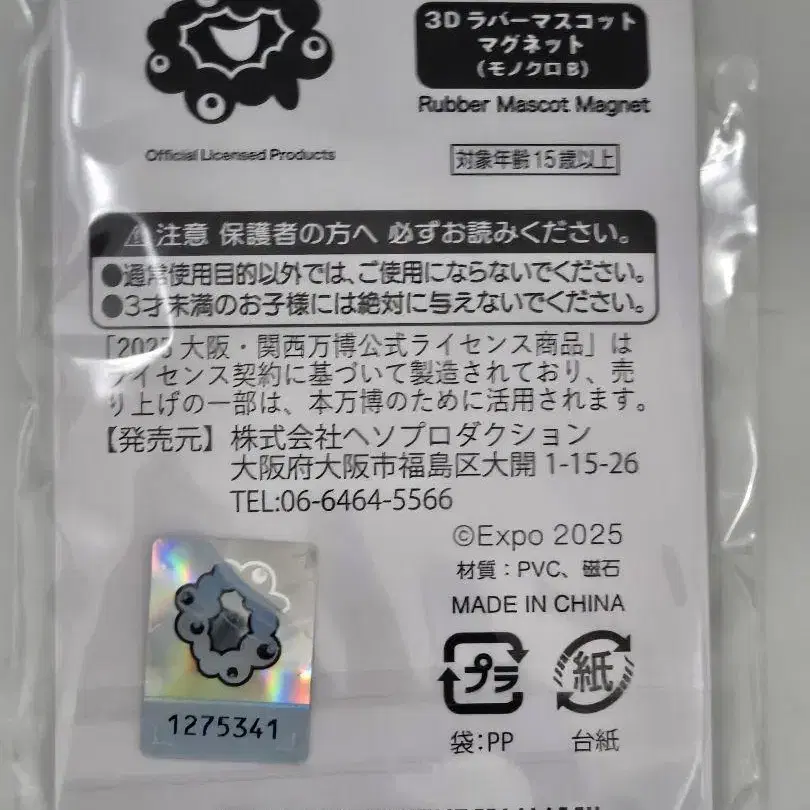 3Dラバーマスコット
マグネット
(モノクロB)
Rubber Mascot Magnet
Official Licensed Products
対象年齢15歳以上
注意 保護者の方へ 必ずお読みください。
●通常使用目的以外では、ご使用にならないでください。
●3才未満のお子様には絶対に与えないでください。
「2025 大阪・関西万博公式ライセンス商品」は
ライセンス契約に基づいて製造されており、売
り上げの一部は、本万博のために活用されます。
【発売元】株式会社ヘソプロダクション
大阪府大阪市福島区大開 1-15-26
TEL:06-6464-5566
©Expo 2025
材質：PVC、磁石
MADE IN CHINA
プラ
紙
袋:PP
台紙
1275341